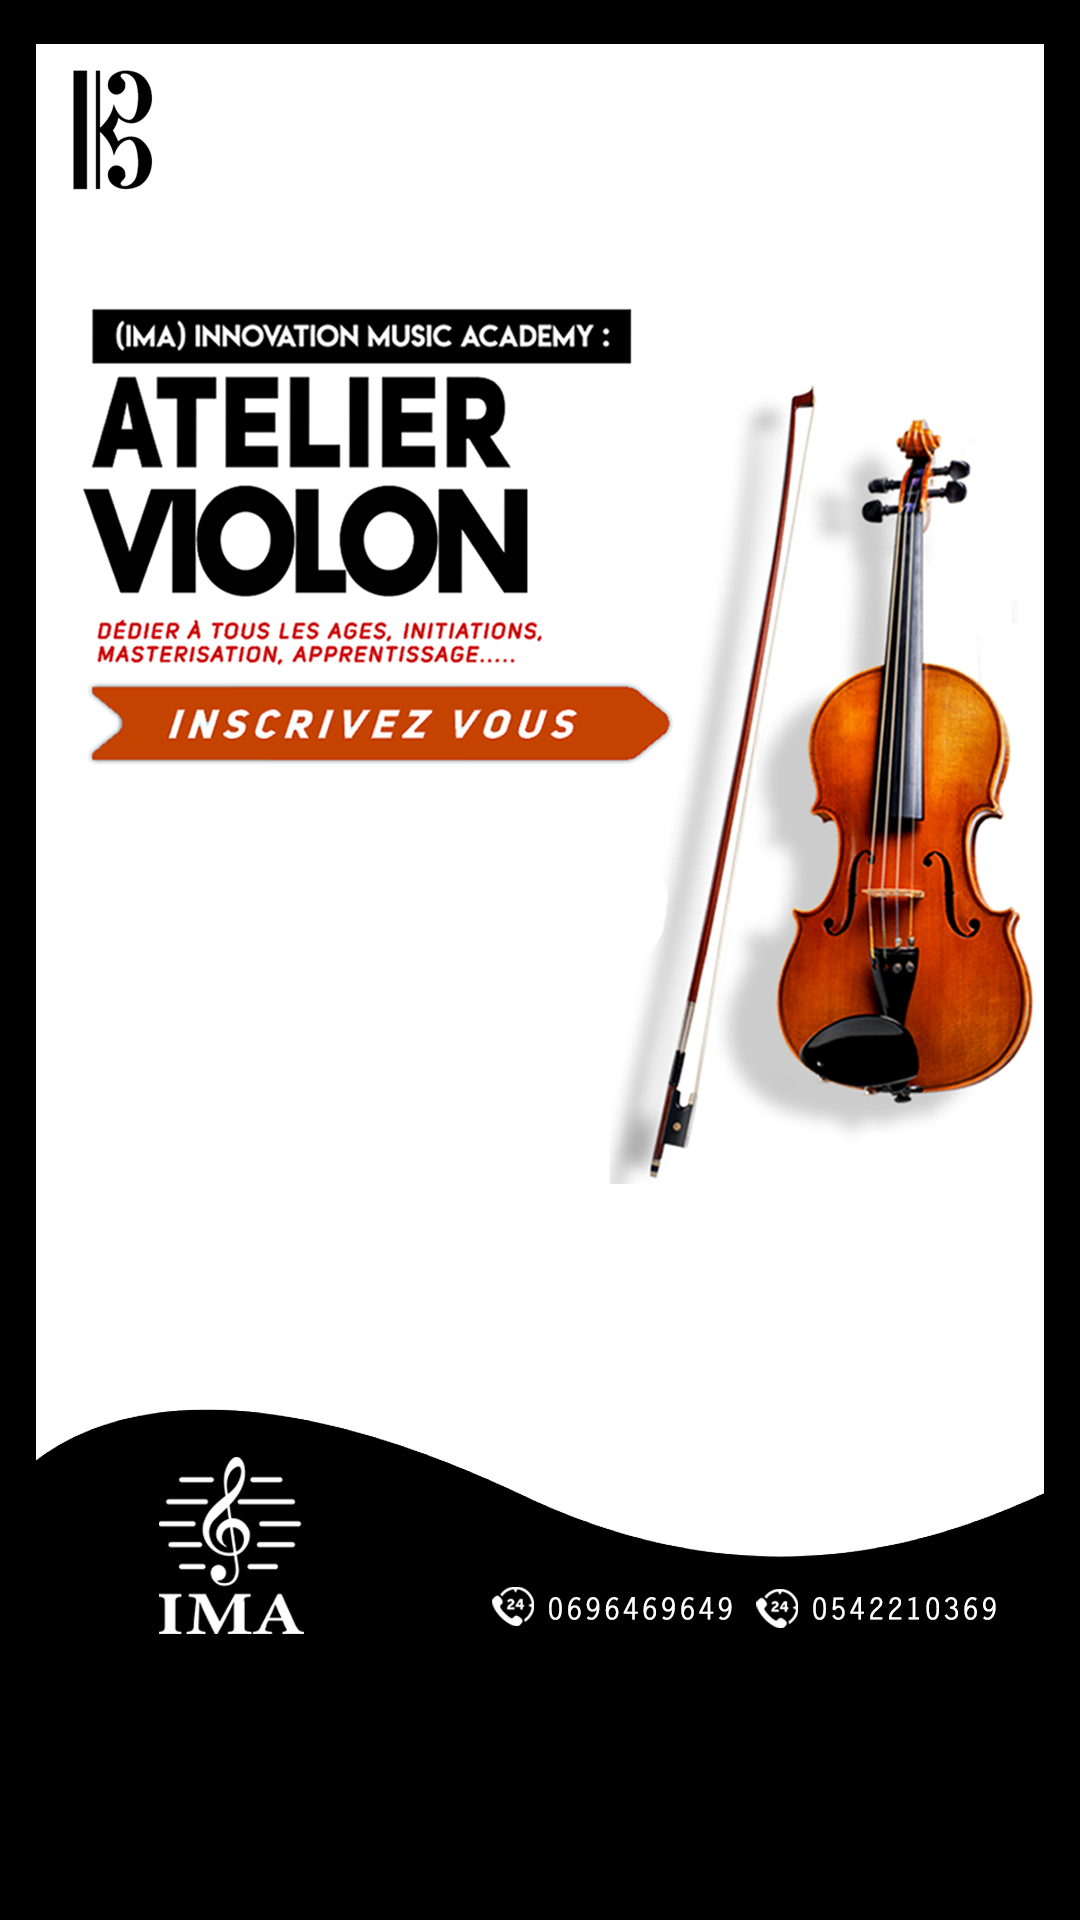 (IMA) INNOVATION MUSIC ACADEMY :
ATELIER
VIOLON
DÉDIER À TOUS LES AGES, INITIATIONS,
MASTERISATION, APPRENTISSAGE.....
INSCRIVEZ VOUS
IMA
24 0696469649 24 0542210369